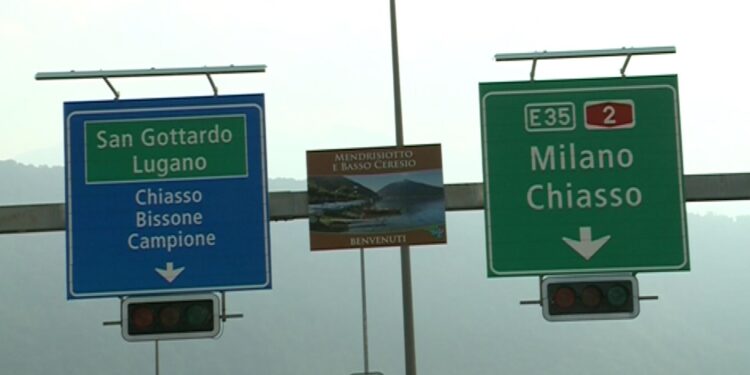 San Gottardo
Lugano
Chiasso
Bissone
Campione
MENDRISIOTTO
E BASSO CERESIO
BENVENUTI
E35 2
Milano
Chiasso